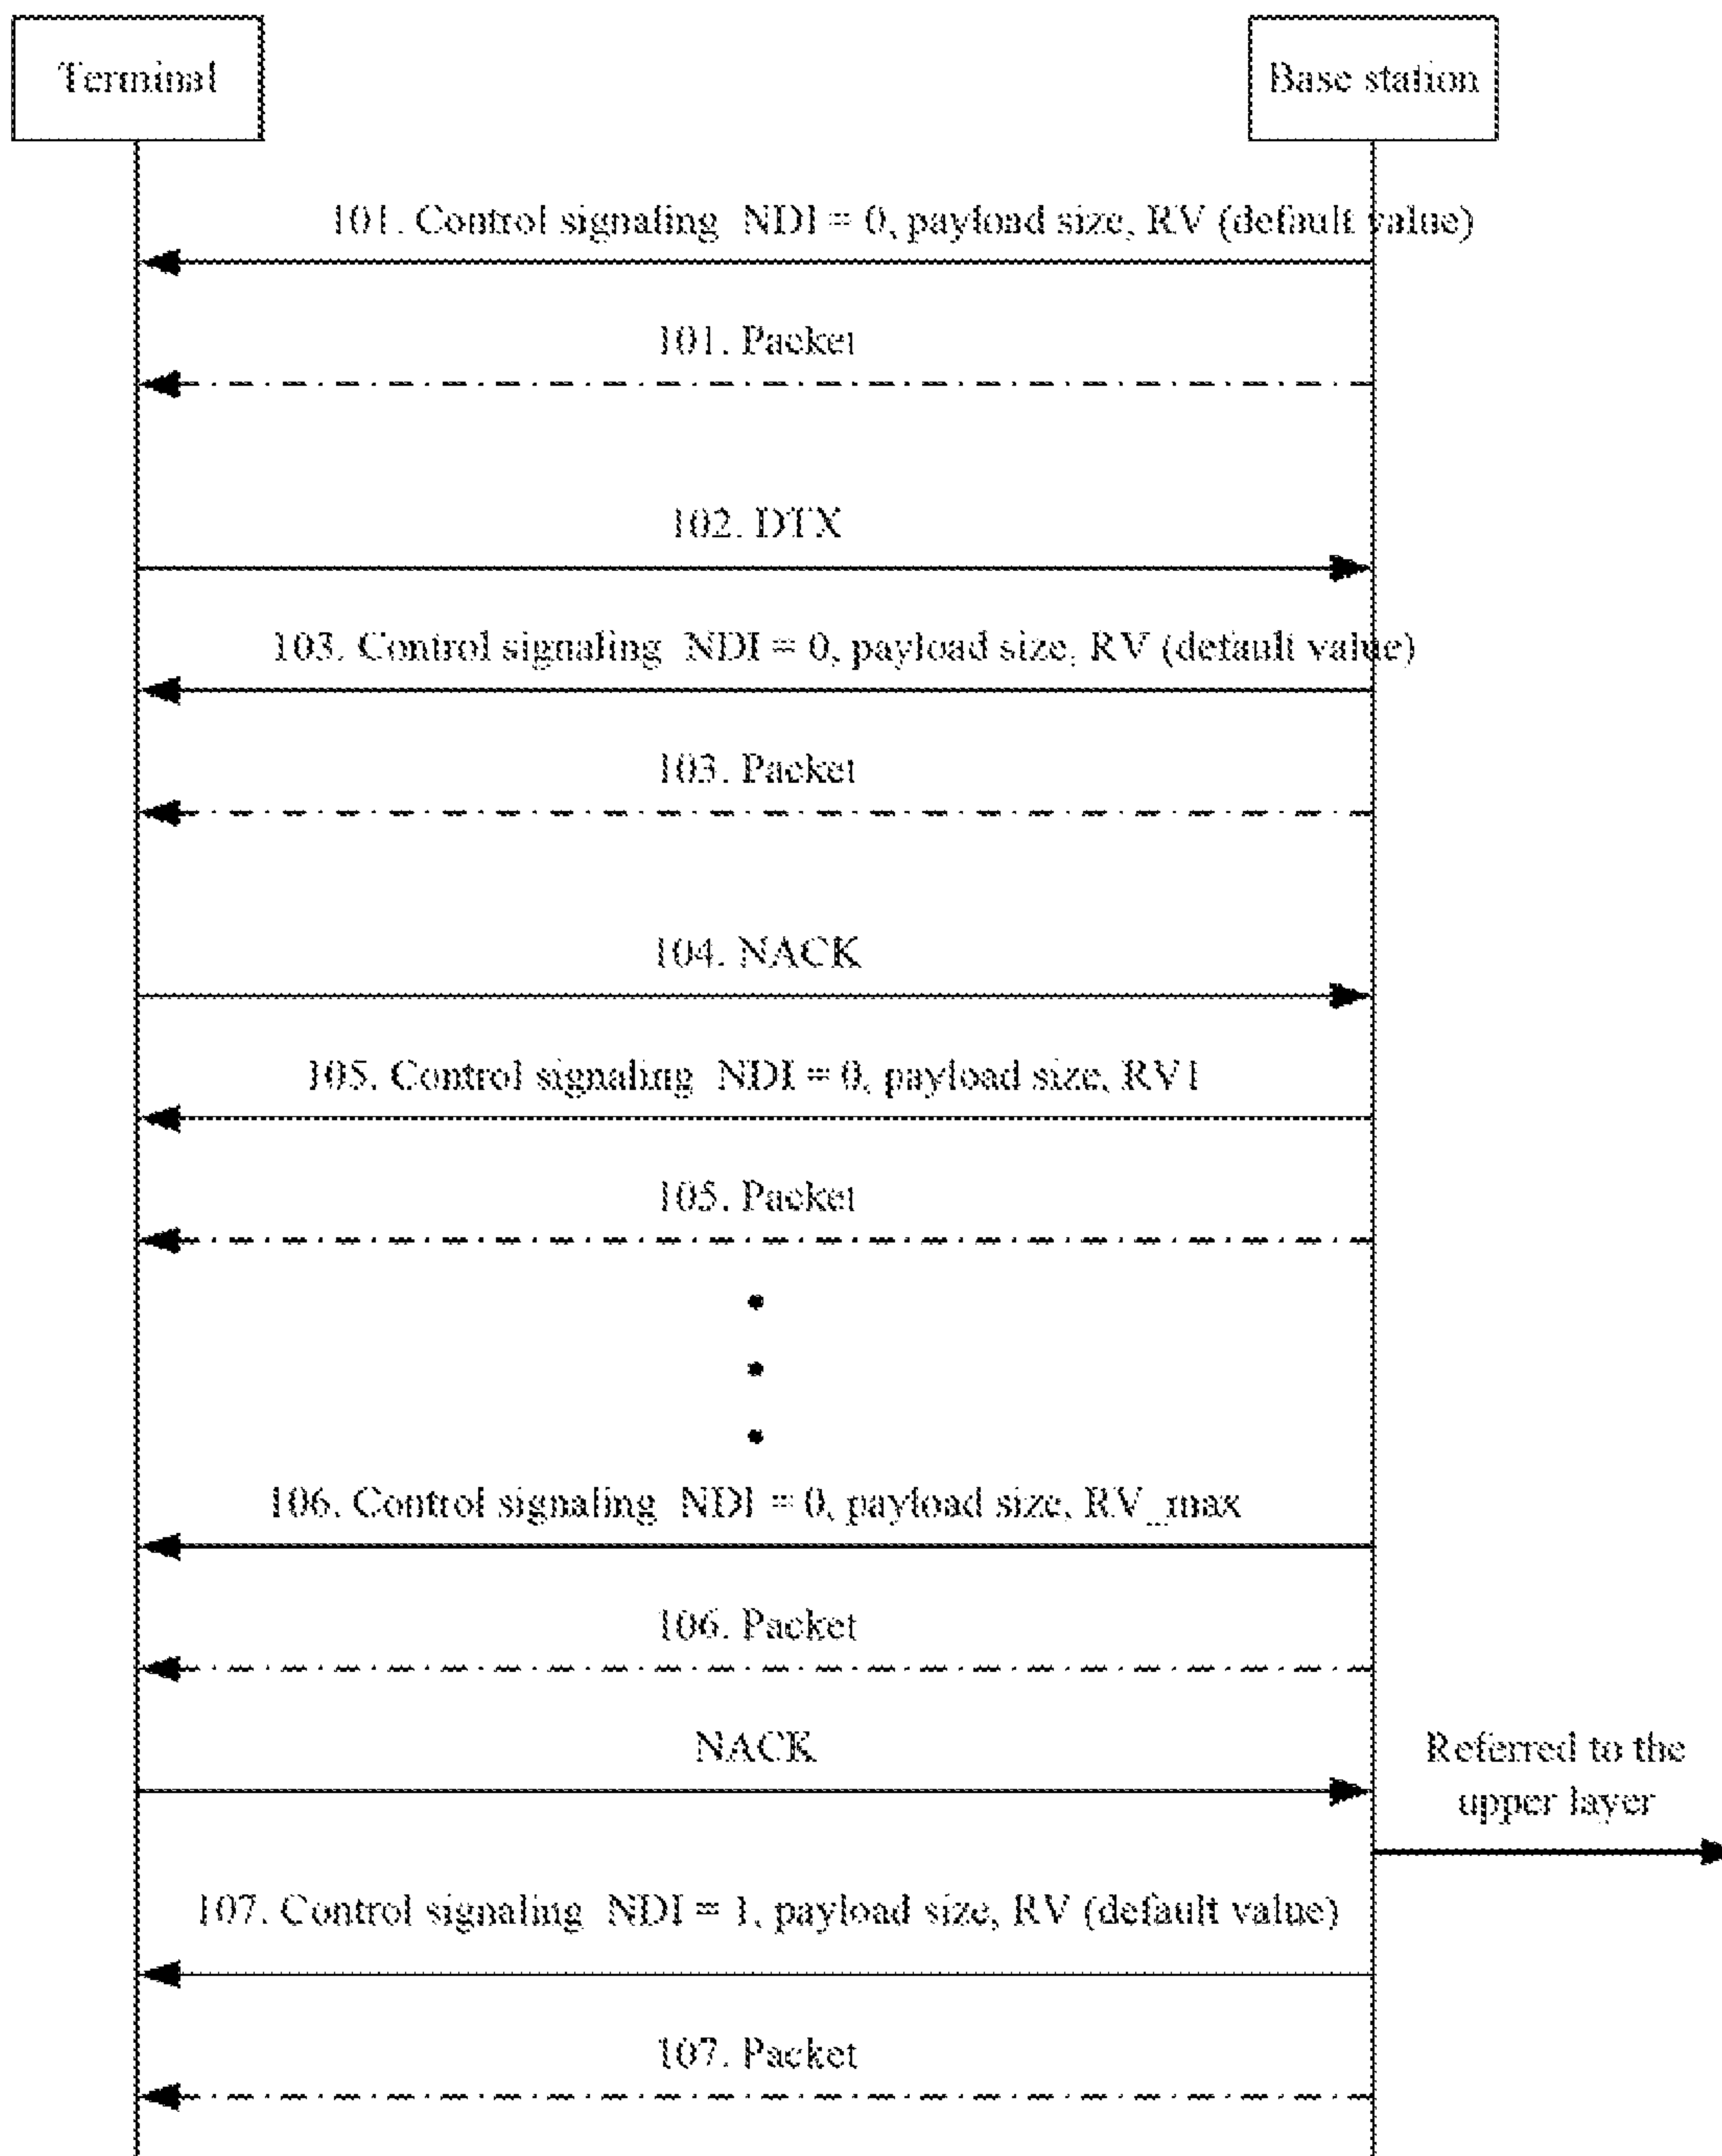 Terminal
Base station
101. Control signaling NDI = 0, payload size, RV (default value)
101. Packet
102. DTX
103. Control signaling NDI = 0, payload size, RV (default value)
103. Packet
104. NACK
105. Control signaling NDI = 0, payload size, RV1
105. Packet
106. Control signaling NDI = 0, payload size, RV_max
106. Packet
NACK
Referred to the
upper layer
107. Control signaling NDI = 1, payload size, RV (default value)
107. Packet